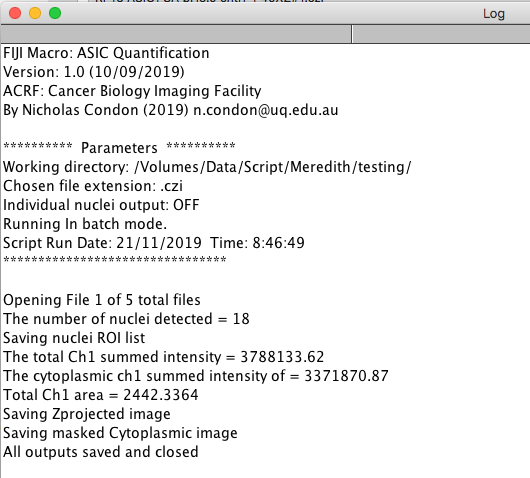 Log
FIJI Macro: ASIC Quantification
Version: 1.0 (10/09/2019)
ACRF: Cancer Biology Imaging Facility
By Nicholas Condon (2019) n.condon@uq.edu.au
********** Parameters **********
Working directory: /Volumes/Data/Script/Meredith/testing/
Chosen file extension: .czi
Individual nuclei output: OFF
Running In batch mode.
Script Run Date: 21/11/2019 Time: 8:46:49
********************************
Opening File 1 of 5 total files
The number of nuclei detected = 18
Saving nuclei ROI list
The total Ch1 summed intensity = 3788133.62
The cytoplasmic ch1 summed intensity of = 3371870.87
Total Ch1 area = 2442.3364
Saving Zprojected image
Saving masked Cytoplasmic image
All outputs saved and closed